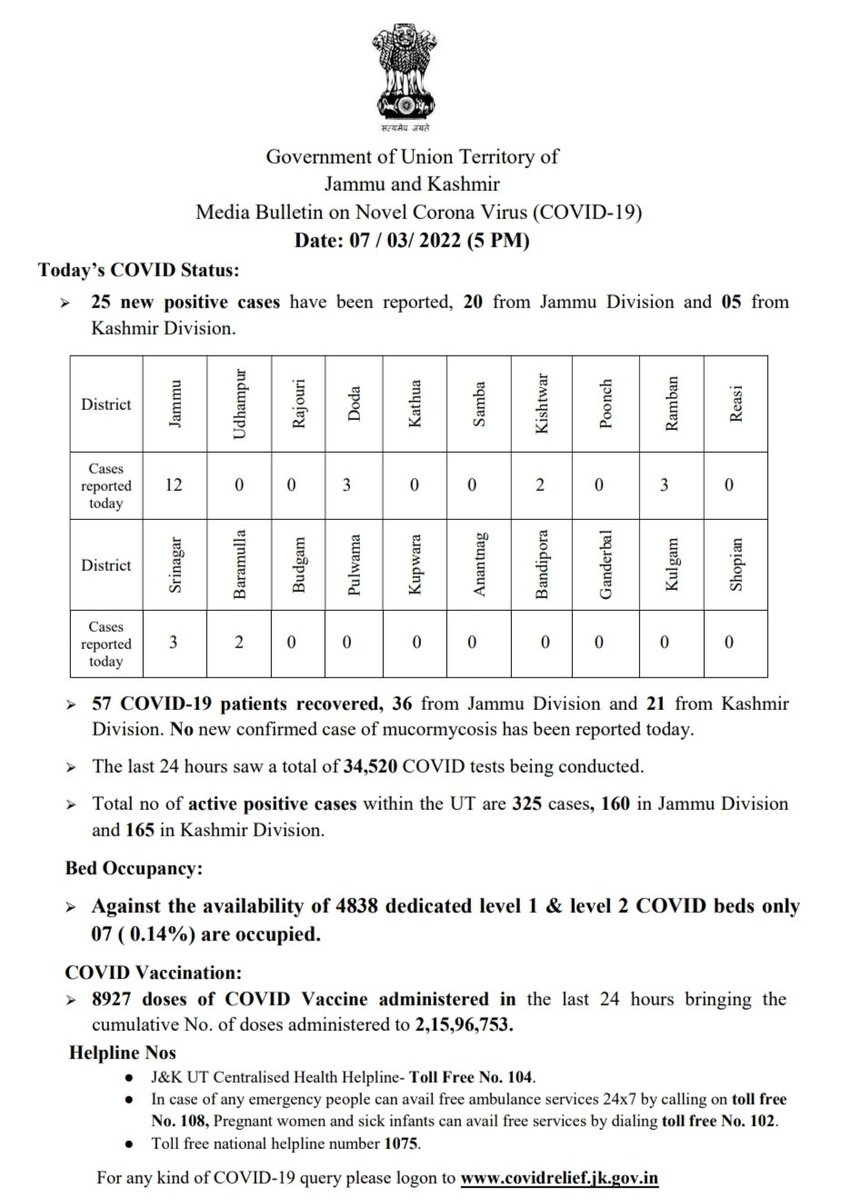 सत्यमेव जयते
Government of Union Territory of
Jammu and Kashmir
Media Bulletin on Novel Corona Virus (COVID-19)
Date: 07 / 03/ 2022 (5 PM)
Today’s COVID Status:
➢ 25 new positive cases have been reported, 20 from Jammu Division and 05 from
Kashmir Division.
District Jammu Udhampur Rajouri Doda Kathua Samba Kishtwar Poonch Ramban Reasi
Cases
reported
today
12 0 0 3 0 0 2 0 3 0
District Srinagar Baramulla Budgam Pulwama Kupwara Anantnag Bandipora Ganderbal Kulgam Shopian
Cases
reported
today
3 2 0 0 0 0 0 0 0 0
➢ 57 COVID-19 patients recovered, 36 from Jammu Division and 21 from Kashmir
Division. No new confirmed case of mucormycosis has been reported today.
➢ The last 24 hours saw a total of 34,520 COVID tests being conducted.
➢ Total no of active positive cases within the UT are 325 cases, 160 in Jammu Division
and 165 in Kashmir Division.
Bed Occupancy:
➢ Against the availability of 4838 dedicated level 1 & level 2 COVID beds only
07 ( 0.14%) are occupied.
COVID Vaccination:
➢ 8927 doses of COVID Vaccine administered in the last 24 hours bringing the
cumulative No. of doses administered to 2,15,96,753.
Helpline Nos
● J&K UT Centralised Health Helpline- Toll Free No. 104.
● In case of any emergency people can avail free ambulance services 24x7 by calling on toll free
No. 108, Pregnant women and sick infants can avail free services by dialing toll free No. 102.
● Toll free national helpline number 1075.
For any kind of COVID-19 query please logon to www.covidrelief.jk.gov.in